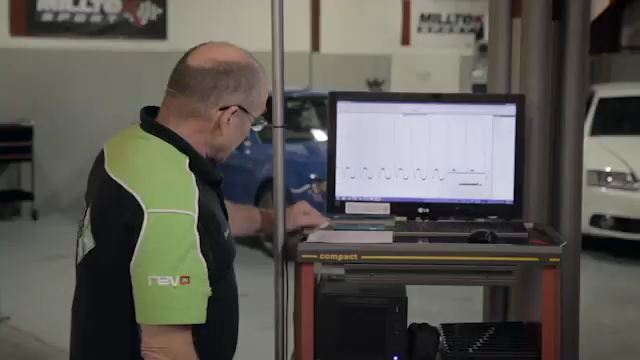 MILLTEK
SPORT
MILLTEK
SPORT
LG
compact
revo